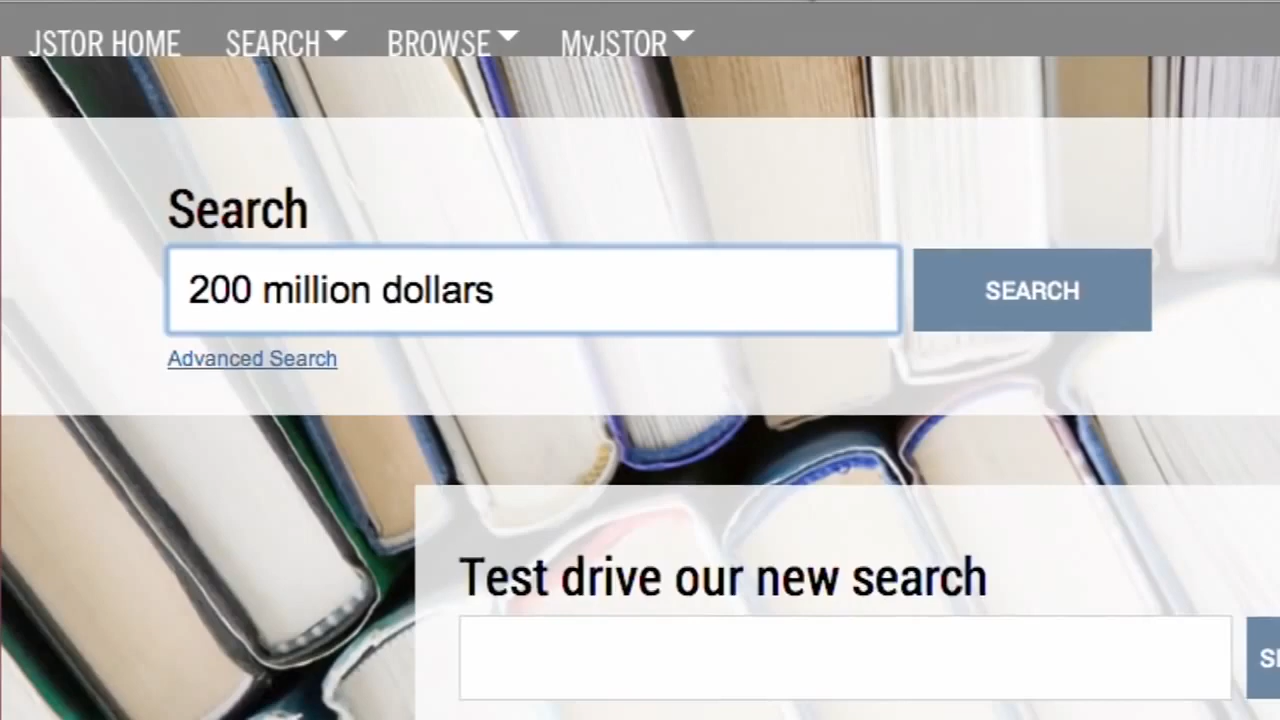 JSTOR HOME SEARCH BROWSE MyJSTOR
Search
200 million dollars
SEARCH
Advanced Search
Test drive our new search